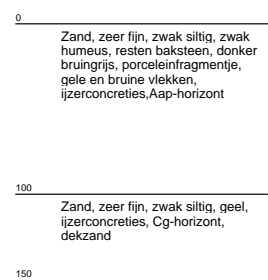 0
Zand, zeer fijn, zwak siltig, zwak
humeus, resten baksteen, donker
bruingrijs, porceleinfragmentje,
gele en bruine vlekken,
ijzerconcreties,Aap-horizont
100
Zand, zeer fijn, zwak siltig, geel,
ijzerconcreties, Cg-horizont,
dekzand
150